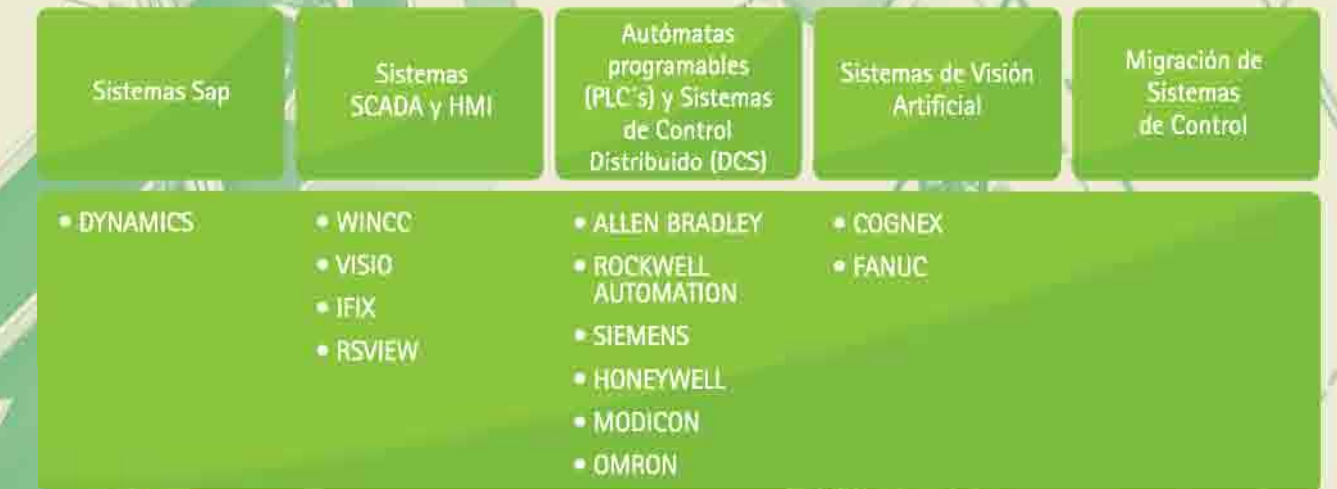 Sistemas Sap
Sistemas
SCADA y HMI
Autómatas
programables
(PLC´s) y Sistemas
de Control
Distribuido (DCS)
Sistemas de Visión
Artificial
Migración de
Sistemas
de Control
• DYNAMICS
• WINCC
• VISIO
• IFIX
• RSVIEW
• ALLEN BRADLEY
• ROCKWELL
AUTOMATION
• SIEMENS
• HONEYWELL
• MODICON
• OMRON
• COGNEX
• FANUC